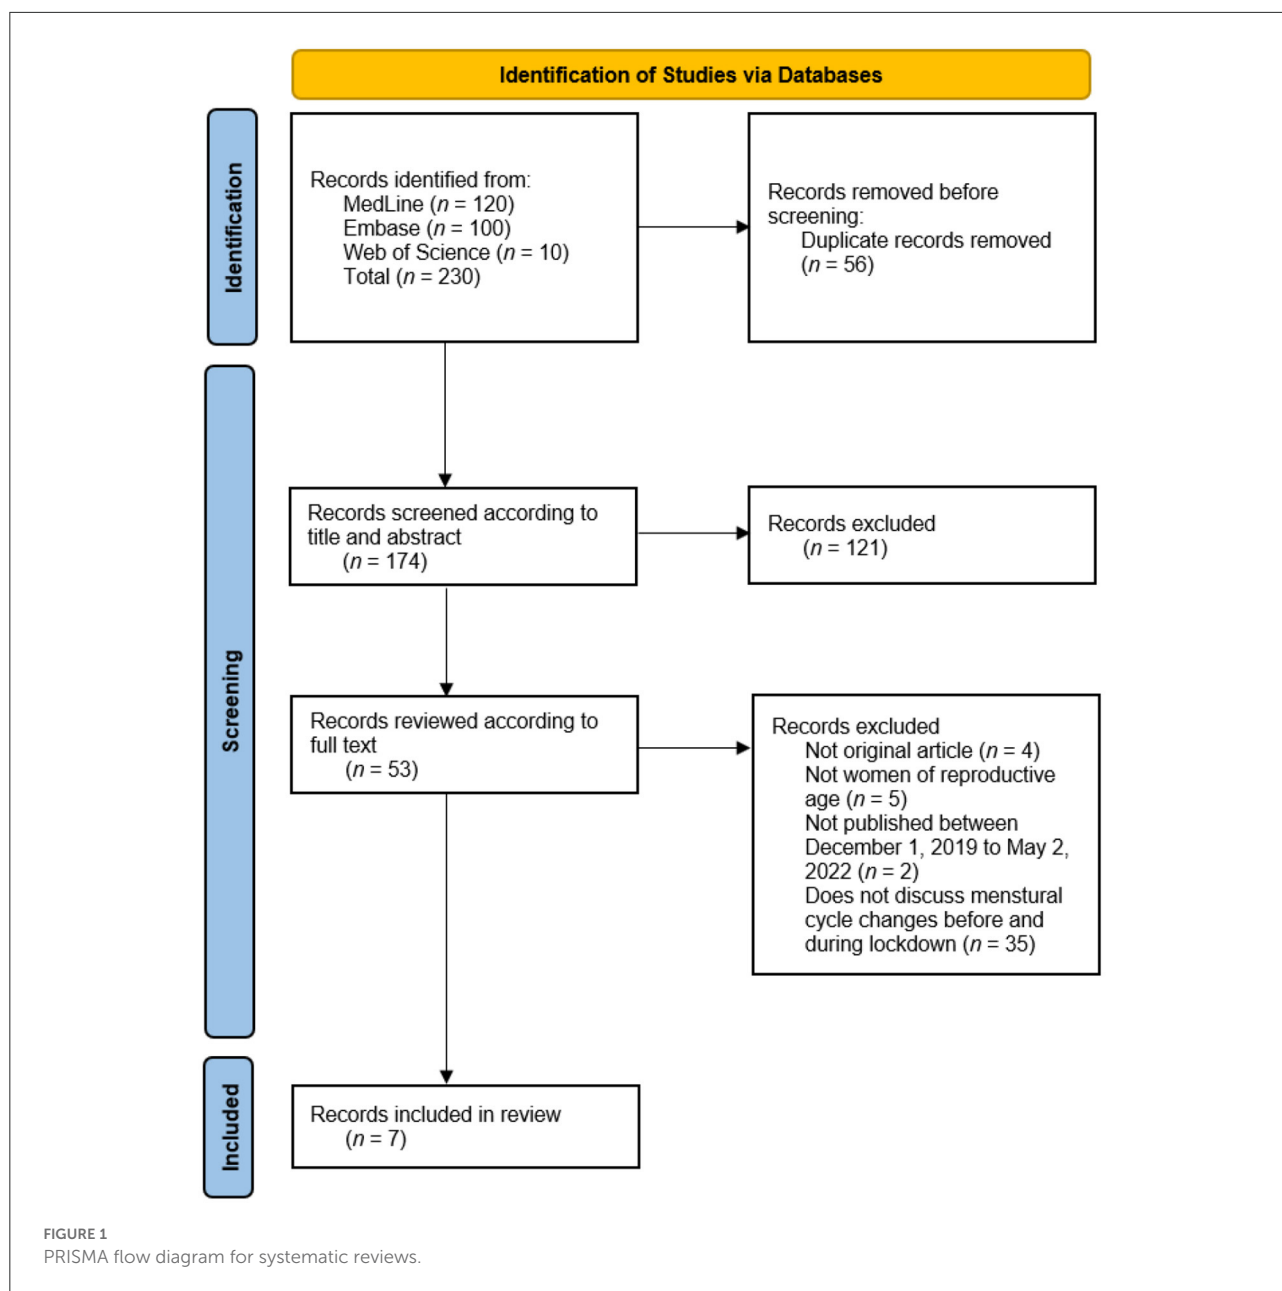 Identification of Studies via Databases
Identification
Records identified from:
MedLine (n = 120)
Embase (n = 100)
Web of Science (n = 10)
Total (n = 230)
Records removed before
screening:
Duplicate records removed
(n = 56)
Screening
Records screened according to
title and abstract
(n = 174)
Records excluded
(n = 121)
Records reviewed according to
full text
(n = 53)
Records excluded
Not original article (n = 4)
Not women of reproductive
age (n = 5)
Not published between
December 1, 2019 to May 2,
2022 (n = 2)
Does not discuss menstural
cycle changes before and
during lockdown (n = 35)
Included
Records included in review
(n = 7)
FIGURE 1
PRISMA flow diagram for systematic reviews.